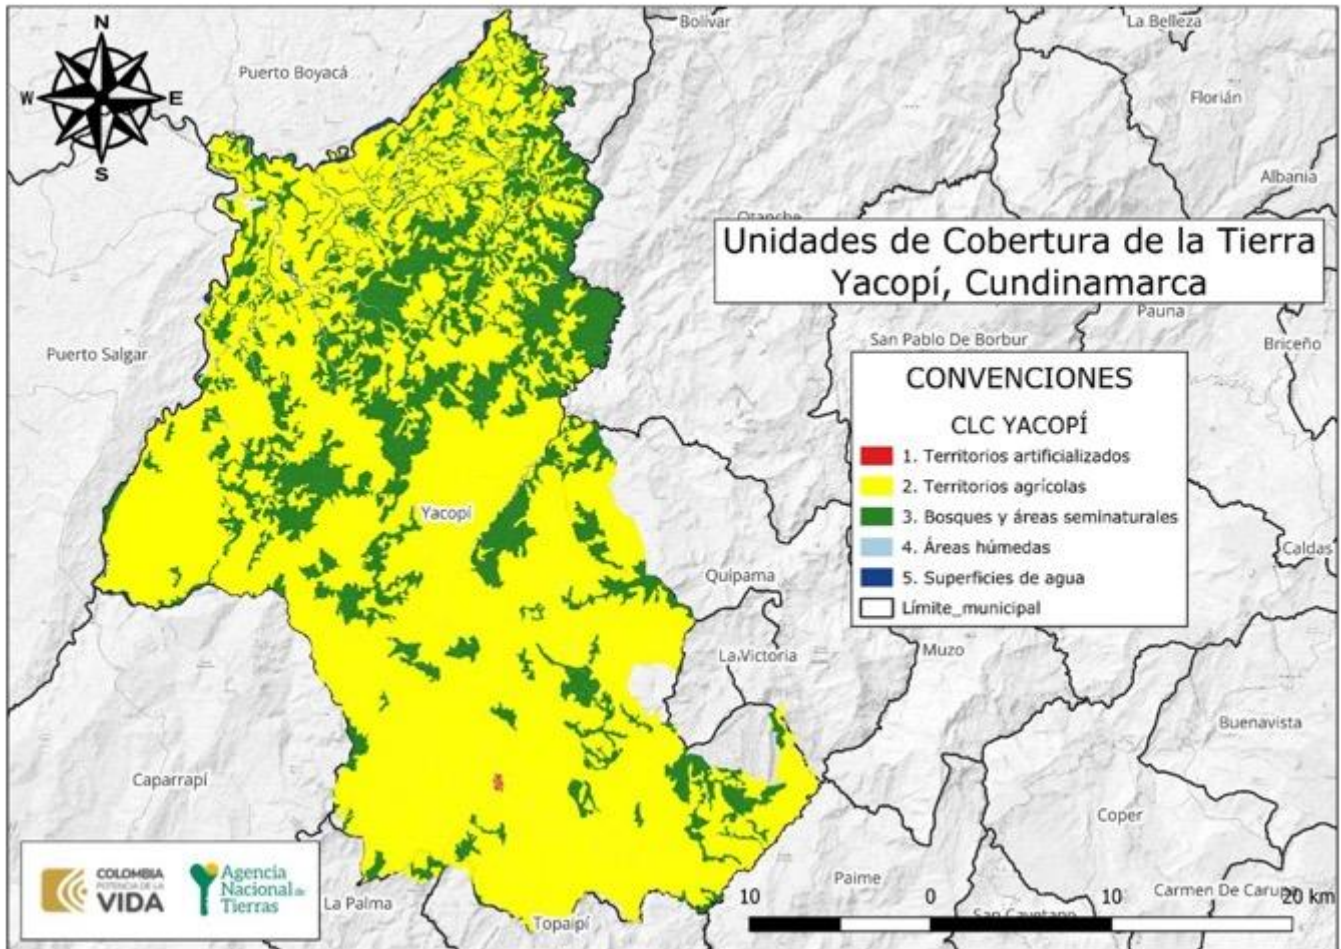 N
Bolívar
La Belleza
Puerto Boyacá
W
E
Florián
S
Albania
Otanche
Unidades de Cobertura de la Tierra
Yacopí, Cundinamarca
Pauna
San Pablo De Borbur
Briceño
Puerto Salgar
CONVENCIONES
CLC YACOPÍ
1. Territorios artificializados
2. Territorios agrícolas
3. Bosques y áreas seminaturales
4. Áreas húmedas
5. Superficies de agua
Límite_municipal
Yacopí
Caldas
Quipama
La Victoria
Muzo
Buenavista
Caparrapí
Coper
COLOMBIA
POTENCIA DE LA
VIDA
Agencia
Nacional de
Tierras
La Palma
Paime
Topaipí
10 0 10 20 km
Carmen De Carupa
San Cayetano